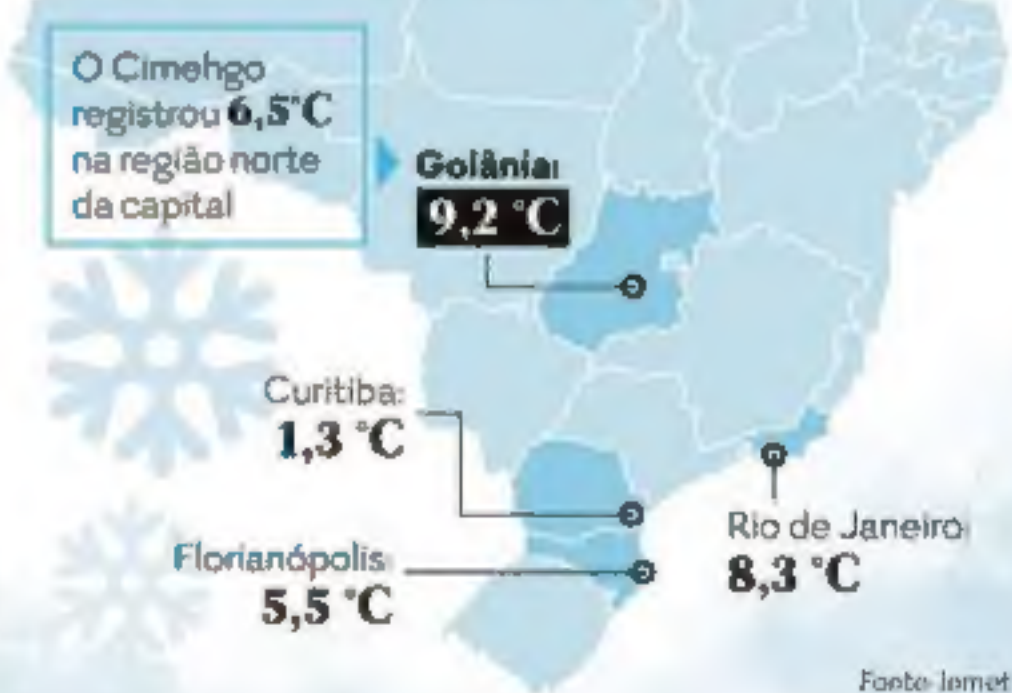 O Cimehgo
registrou 6,5°C
na região norte
da capital
Goiânia:
9,2 °C
Curitiba:
1,3 °C
Florianópolis:
5,5 °C
Rio de Janeiro:
8,3 °C
Fonte: Inmet